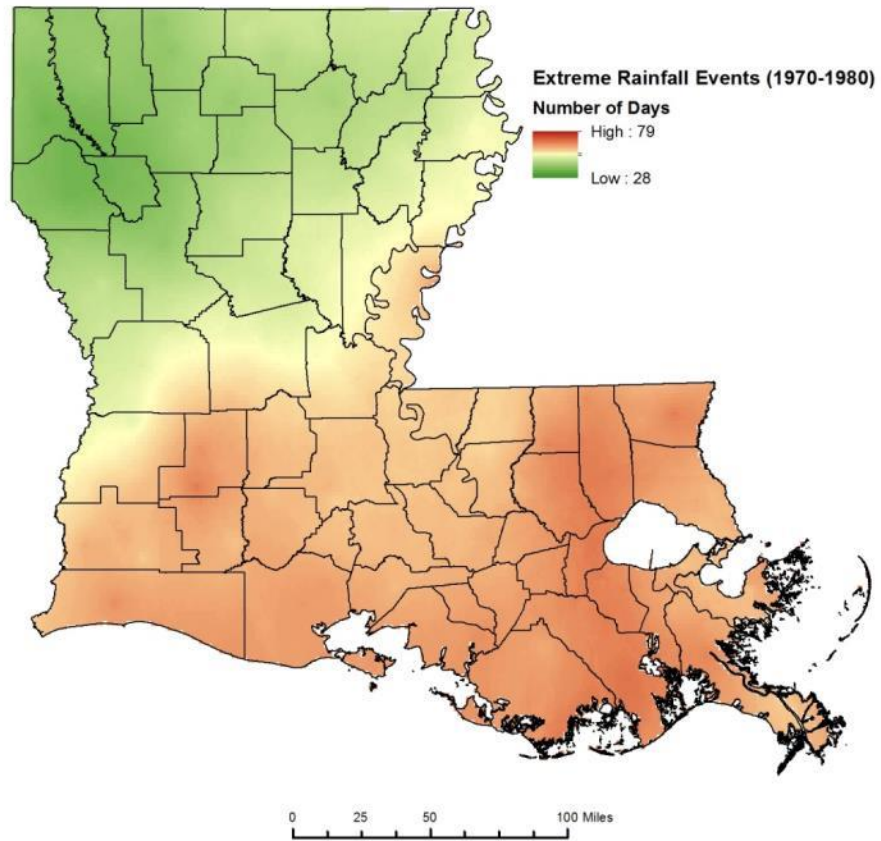 Extreme Rainfall Events (1970-1980)
Number of Days
High : 79
Low : 28
0 25 50 100 Miles